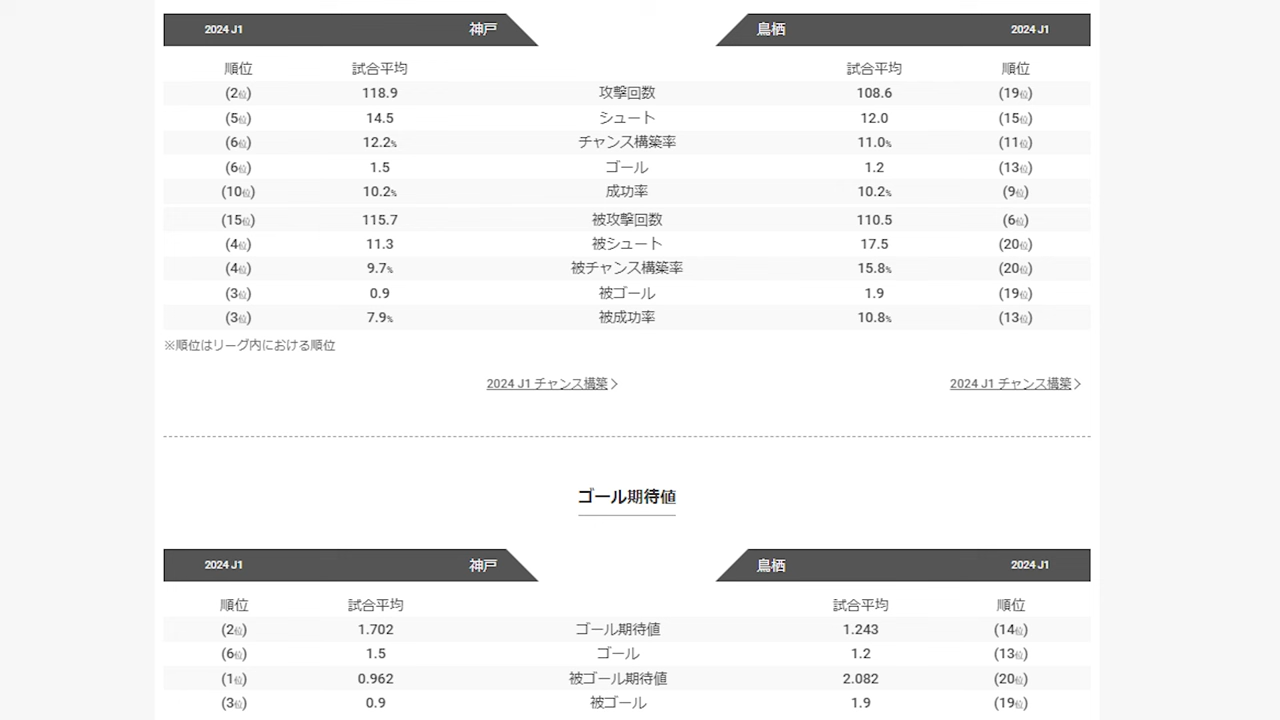 2024 J1 神戸 鳥栖 2024 J1
順位 試合平均 試合平均 順位
(2位) 118.9 攻撃回数 108.6 (19位)
(5位) 14.5 シュート 12.0 (15位)
(6位) 12.2% チャンス構築率 11.0% (11位)
(6位) 1.5 ゴール 1.2 (13位)
(10位) 10.2% 成功率 10.2% (9位)
(15位) 115.7 被攻撃回数 110.5 (6位)
(4位) 11.3 被シュート 17.5 (20位)
(4位) 9.7% 被チャンス構築率 15.8% (20位)
(3位) 0.9 被ゴール 1.9 (19位)
(3位) 7.9% 被成功率 10.8% (13位)
※順位はリーグ内における順位
2024 J1 チャンス構築 > 2024 J1 チャンス構築 >
ゴール期待値
2024 J1 神戸 鳥栖 2024 J1
順位 試合平均 試合平均 順位
(2位) 1.702 ゴール期待値 1.243 (14位)
(6位) 1.5 ゴール 1.2 (13位)
(1位) 0.962 被ゴール期待値 2.082 (20位)
(3位) 0.9 被ゴール 1.9 (19位)